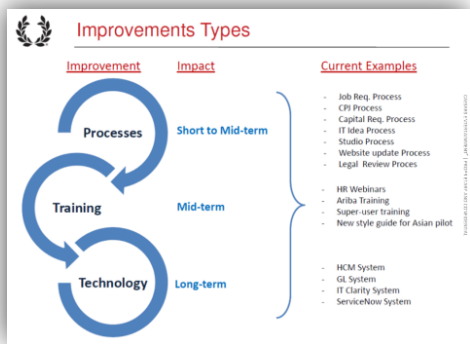 Improvements Types
Improvement Impact Current Examples
Processes
Short to Mid-term
- Job Req. Process
- CPI Process
- Capital Req. Process
- IT Idea Process
- Studio Process
- Website update Process
- Legal Review Proces
Training
Mid-term
- HR Webinars
- Ariba Training
- Super-user training
- New style guide for Asian pilot
Technology
Long-term
- HCM System
- GL System
- IT Clarity System
- ServiceNow System